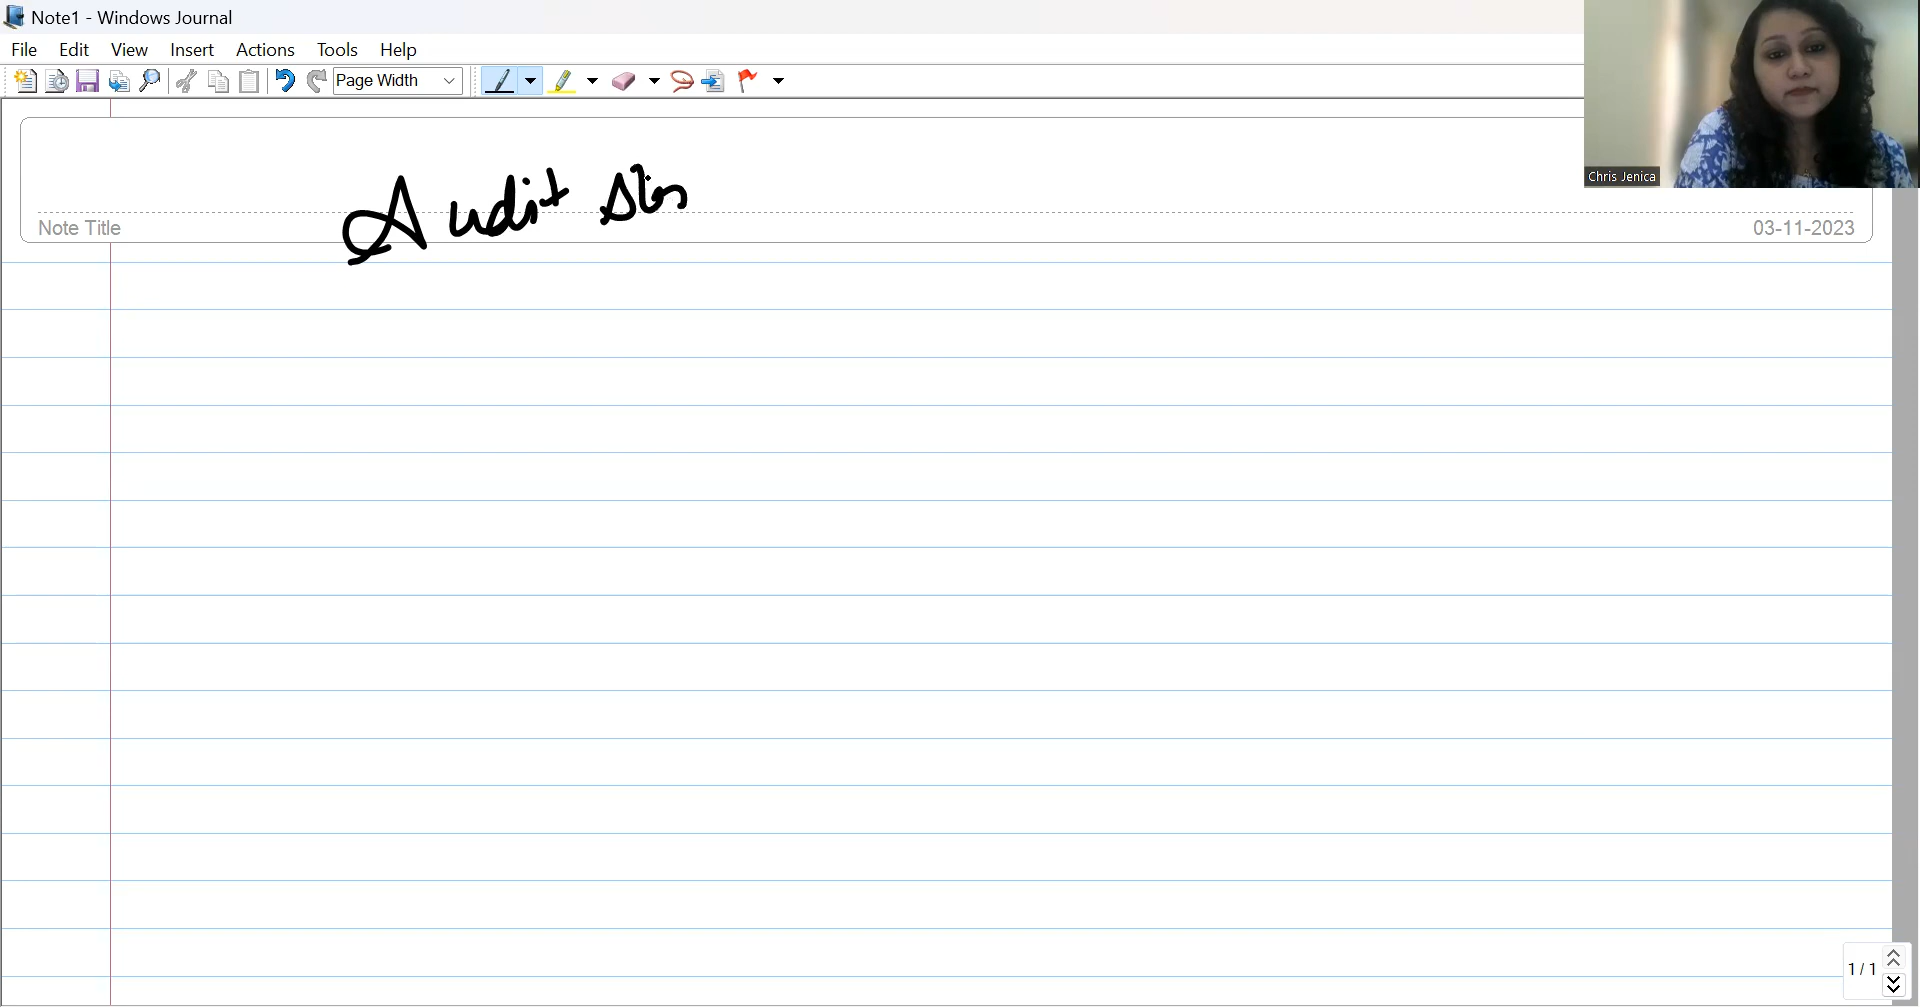 Note1 - Windows Journal
File Edit View Insert Actions Tools Help
Page Width
Chris Jenica
Audit
Note Title
03-11-2023
1 / 1